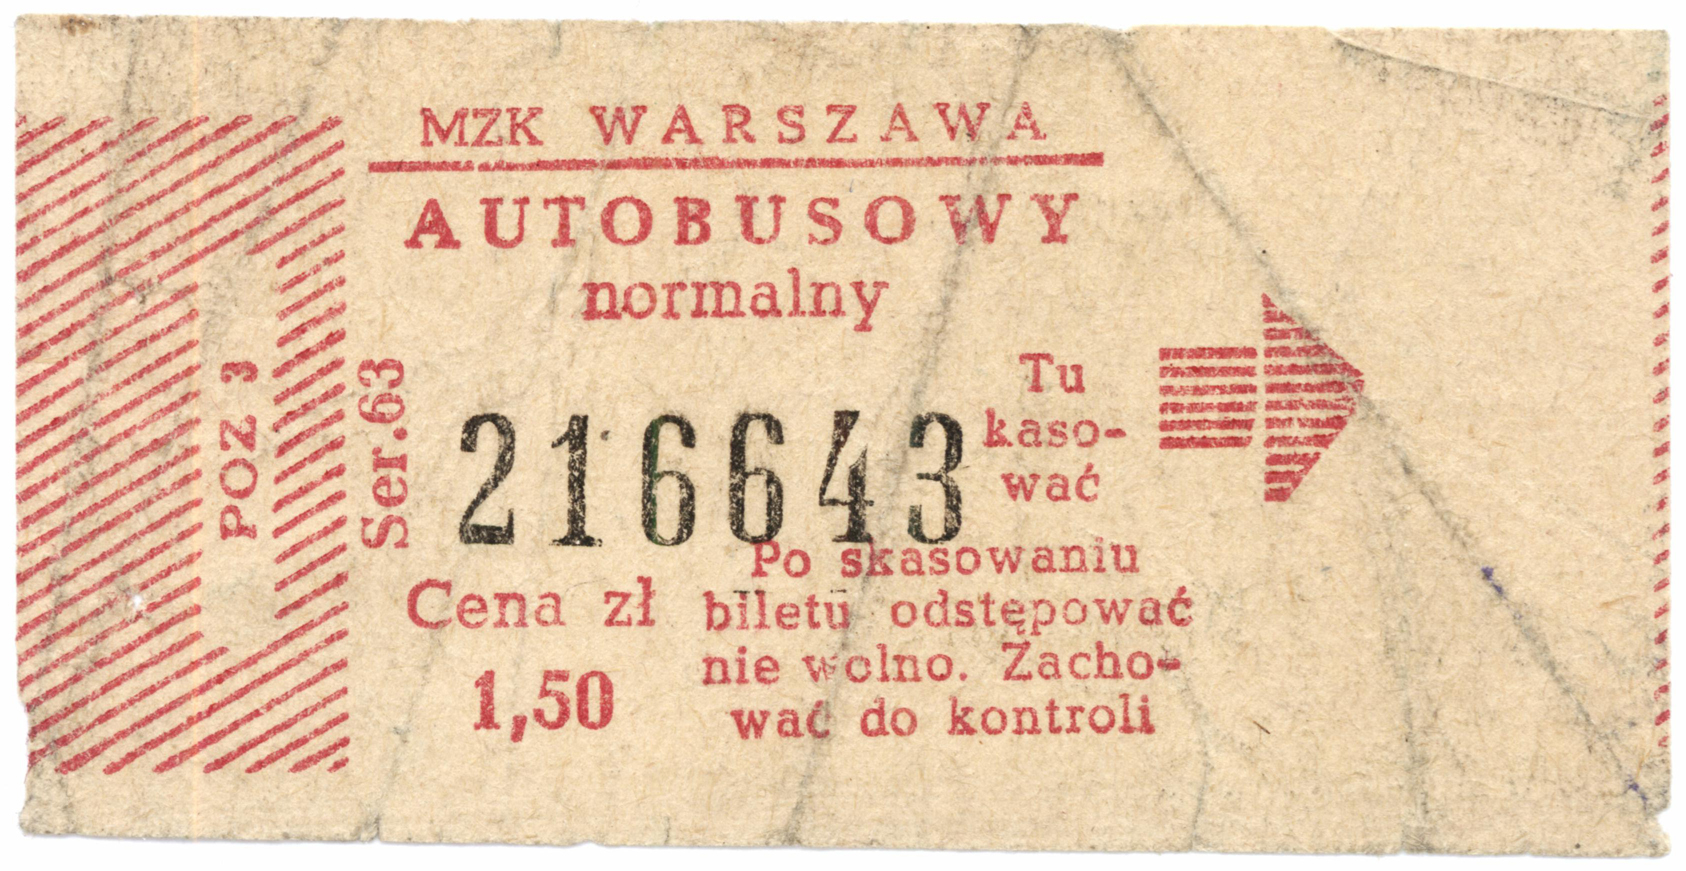 MZK WARSZAWA
AUTOBUSOWY
normalny
POZ 3
Ser.63
216643
Tu
kaso-
wać
Cena zł
1,50
Po skasowaniu
biletu odstępować
nie wolno. Zacho-
wać do kontroli